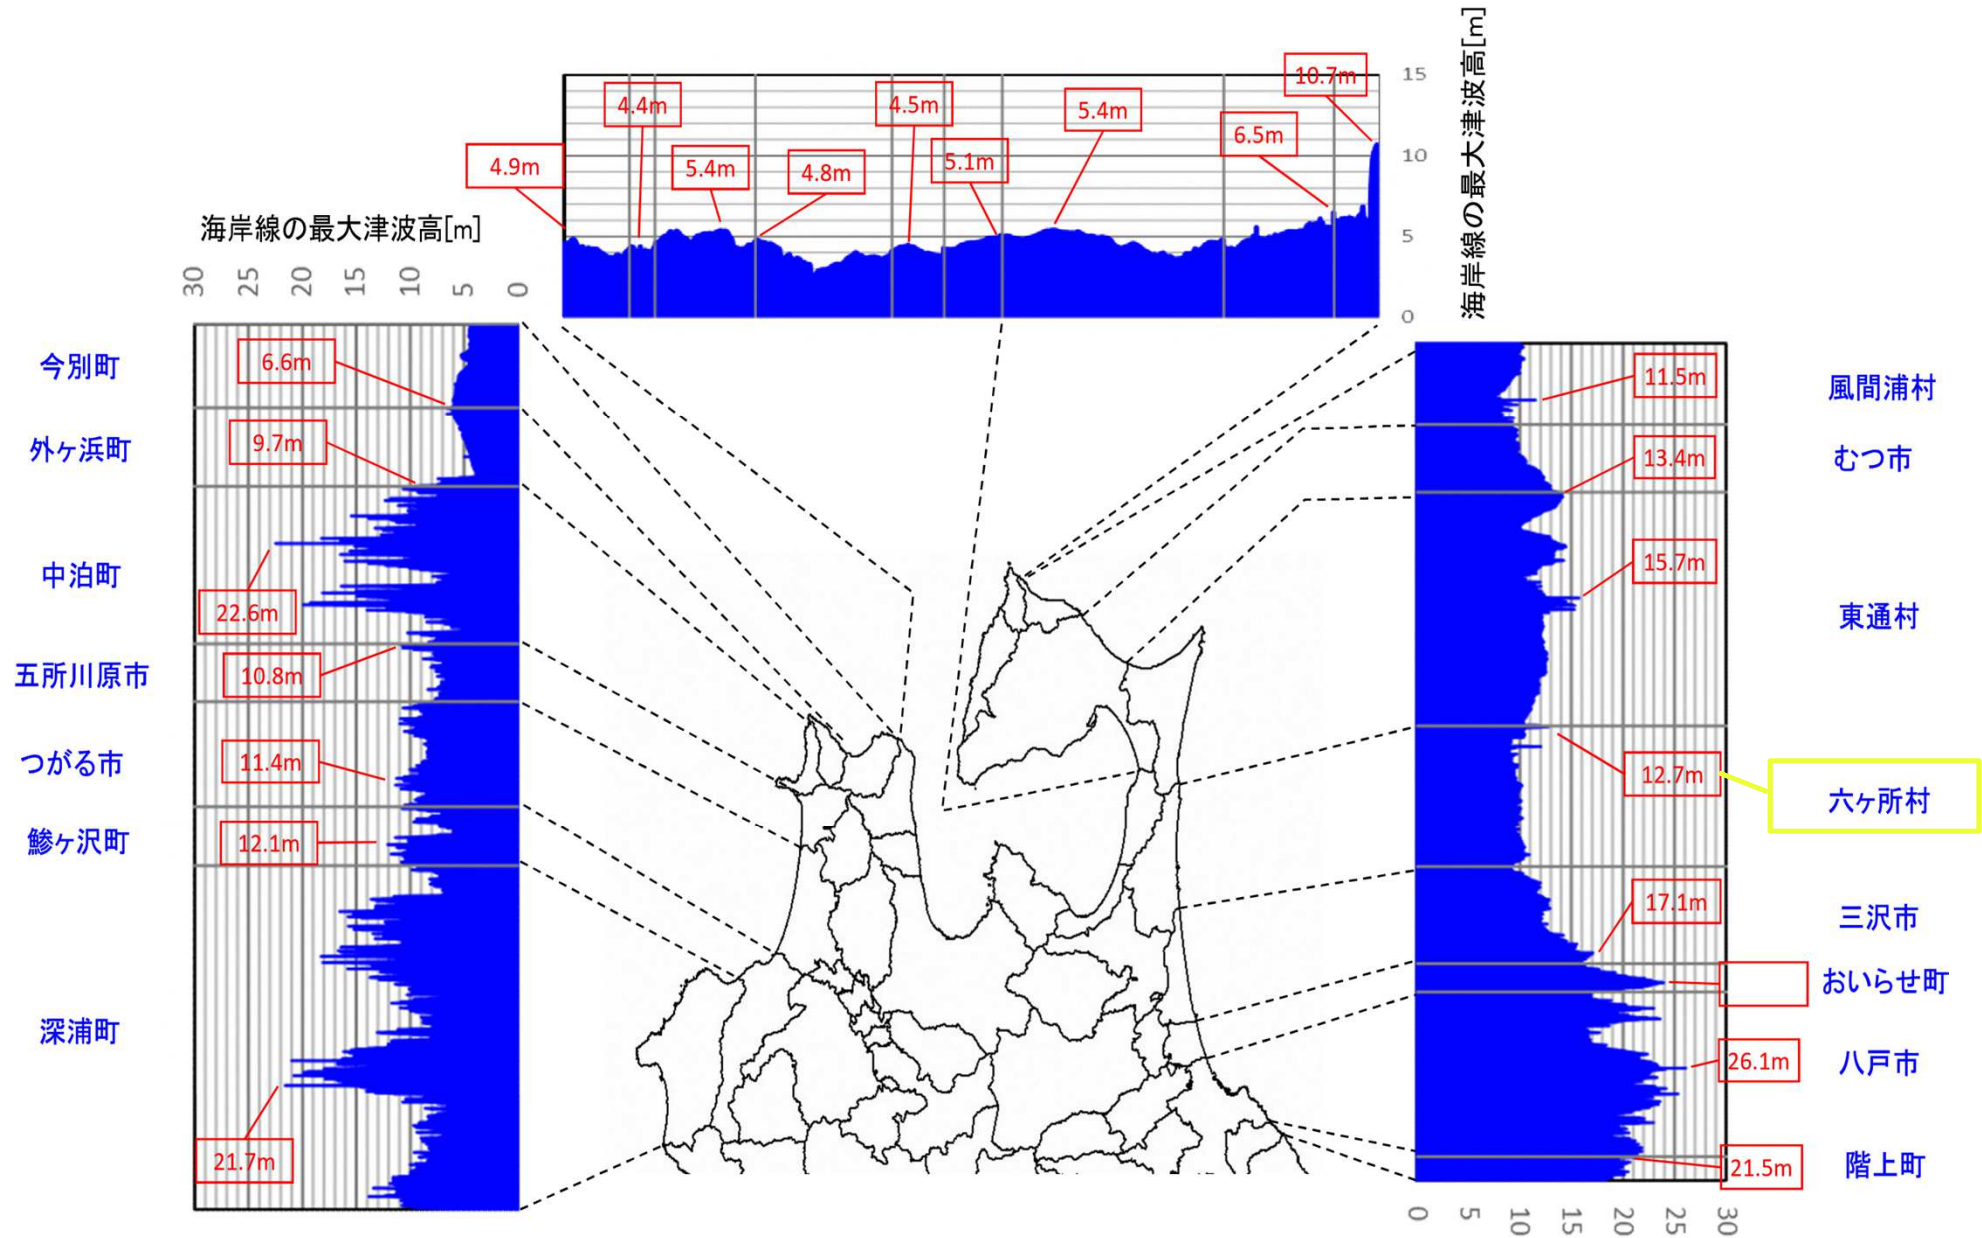 海岸線の最大津波高[m]
15
10
5
0
4.9m
4.4m
5.4m
4.8m
4.5m
5.1m
5.4m
6.5m
10.7m
海岸線の最大津波高[m]
30
25
20
15
10
5
0
今別町
6.6m
外ヶ浜町
9.7m
中泊町
22.6m
五所川原市
10.8m
つがる市
11.4m
鰺ヶ沢町
12.1m
深浦町
21.7m
11.5m
風間浦村
13.4m
むつ市
15.7m
東通村
12.7m
六ヶ所村
17.1m
三沢市
おいらせ町
26.1m
八戸市
21.5m
階上町
0
5
10
15
20
25
30